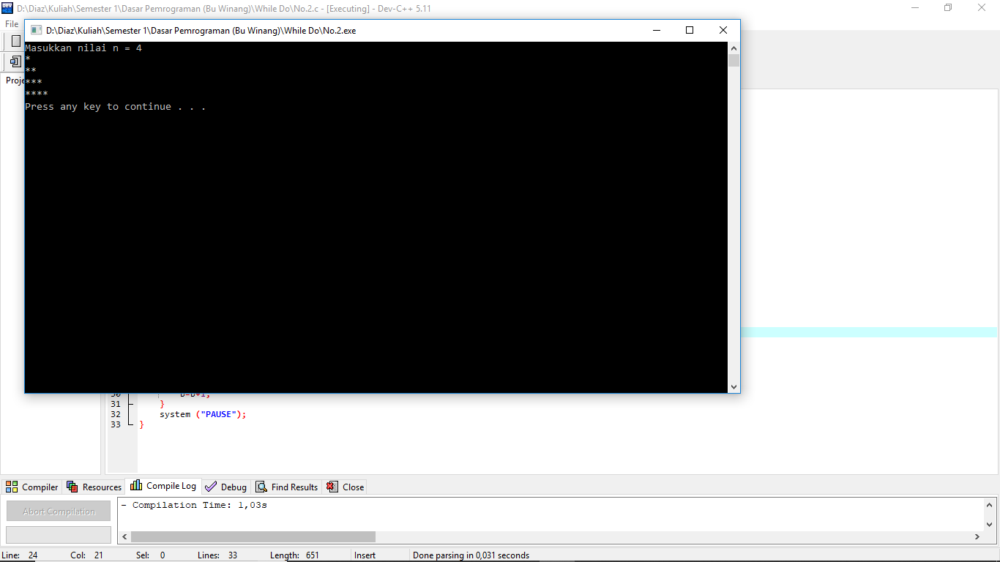 D:\Diaz\Kuliah\Semester 1\Dasar Pemrograman (Bu Winang)\While Do\No.2.c - [Executing] - Dev-C++ 5.11
File
D:\Diaz\Kuliah\Semester 1\Dasar Pemrograman (Bu Winang)\While Do\No.2.exe
Masukkan nilai n = 4
*
**
***
****
Press any key to continue . . .
31 }
32 system ("PAUSE");
33 }
Compiler Resources Compile Log Debug Find Results Close
Abort Compilation
- Compilation Time: 1,03s
Line: 24 Col: 21 Sel: 0 Lines: 33 Length: 651 Insert Done parsing in 0,031 seconds